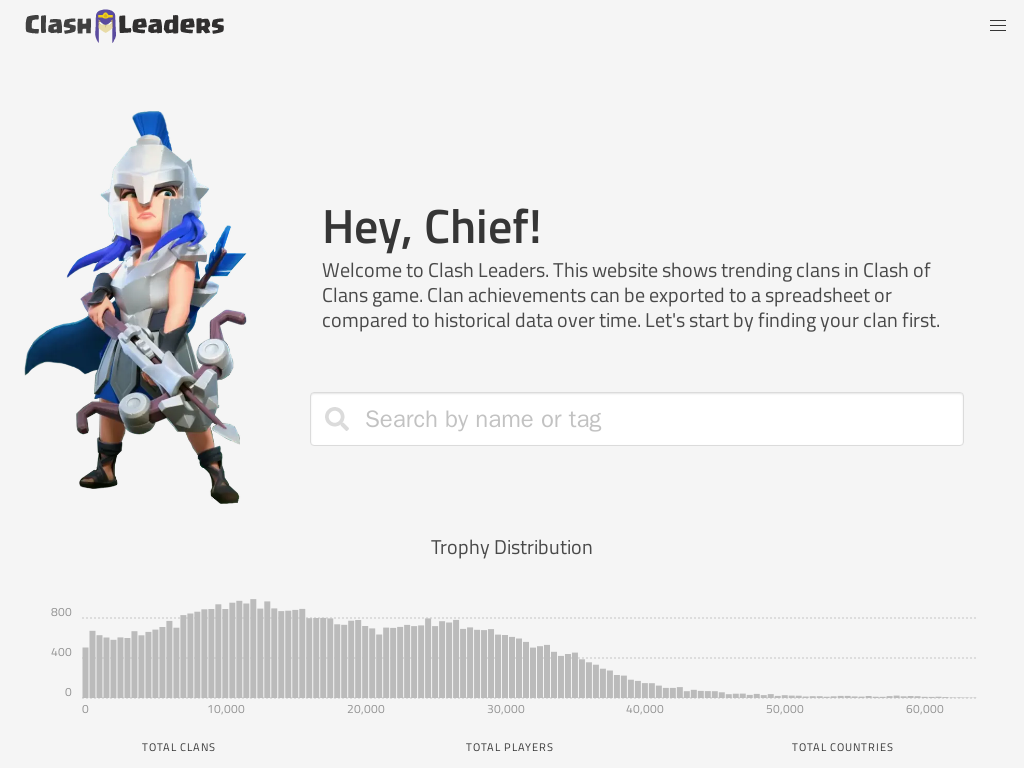 Clash Leaders
Hey, Chief!
Welcome to Clash Leaders. This website shows trending clans in Clash of
Clans game. Clan achievements can be exported to a spreadsheet or
compared to historical data over time. Let's start by finding your clan first.
Search by name or tag
Trophy Distribution
800
400
0
0 10,000 20,000 30,000 40,000 50,000 60,000
TOTAL CLANS TOTAL PLAYERS TOTAL COUNTRIES